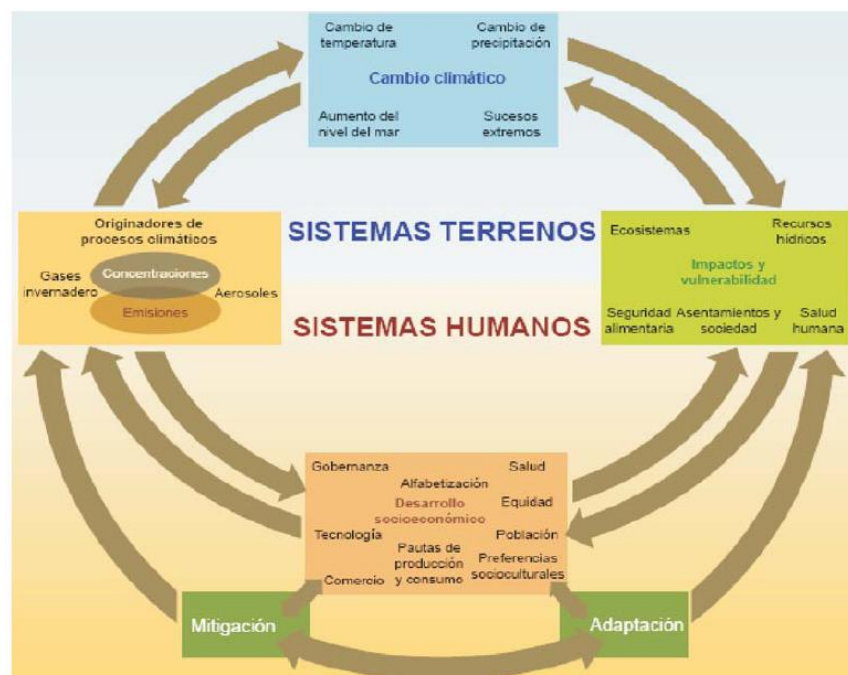 Cambio de
temperatura
Cambio de
precipitación
Cambio climático
Aumento del
nivel del mar
Sucesos
extremos
Originadores de
procesos climáticos
Concentraciones
Gases
invernadero
Aerosoles
Emisiones
SISTEMAS TERRENOS
SISTEMAS HUMANOS
Ecosistemas
Recursos
hídricos
Impactos y
vulnerabilidad
Seguridad
alimentaria
Asentamientos y
sociedad
Salud
humana
Gobernanza
Salud
Alfabetización
Desarrollo
socioeconómico
Equidad
Tecnología
Población
Pautas de
producción
y consumo
Preferencias
socioculturales
Comercio
Mitigación
Adaptación